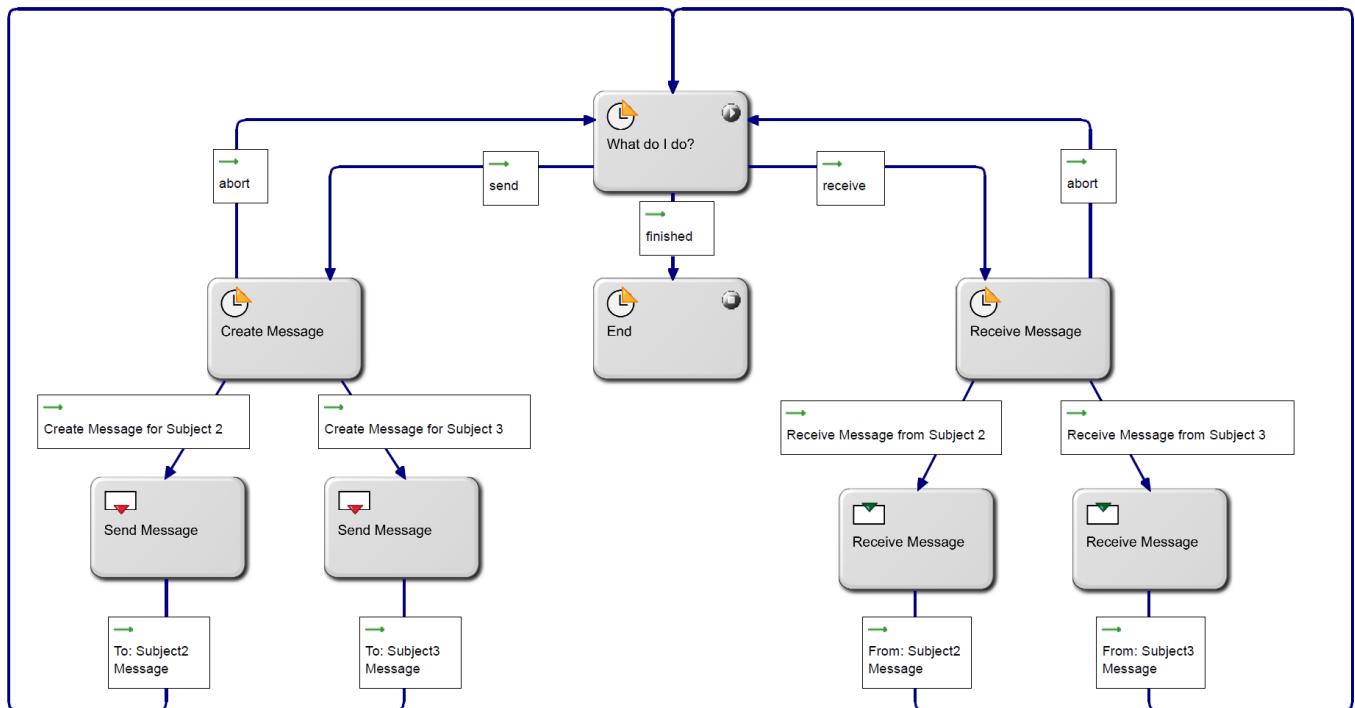 What do I do?
abort
send
receive
abort
finished
Create Message
End
Receive Message
Create Message for Subject 2
Create Message for Subject 3
Receive Message from Subject 2
Receive Message from Subject 3
Send Message
Send Message
Receive Message
Receive Message
To: Subject2
Message
To: Subject3
Message
From: Subject2
Message
From: Subject3
Message